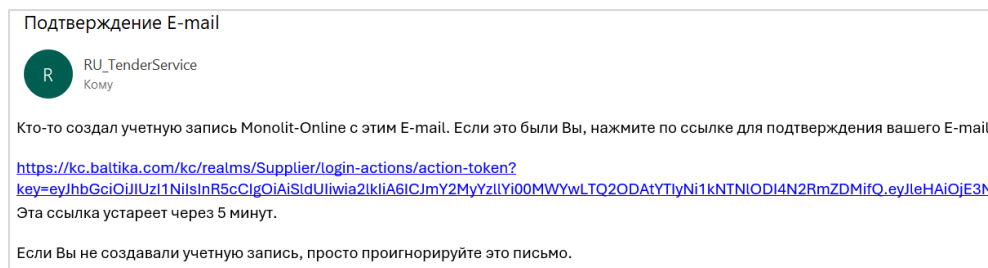 Подтверждение E-mail
R
RU_TenderService
Кому
Кто-то создал учетную запись Monolit-Online с этим E-mail. Если это были Вы, нажмите по ссылке для подтверждения вашего E-mail
https://kc.baltika.com/kc/realms/Supplier/login-actions/action-token?
key=eyJhbGciOiJIUzI1NiIsInR5cCIgOiAiSldUIiwia2lkIiA6ICJmY2MyYzllYi00MWYwLTQ2ODAtYTIyNi1kNTNlODI4N2RmZDMifQ.eyJleHAiOjE3N
Эта ссылка устареет через 5 минут.
Если Вы не создавали учетную запись, просто проигнорируйте это письмо.